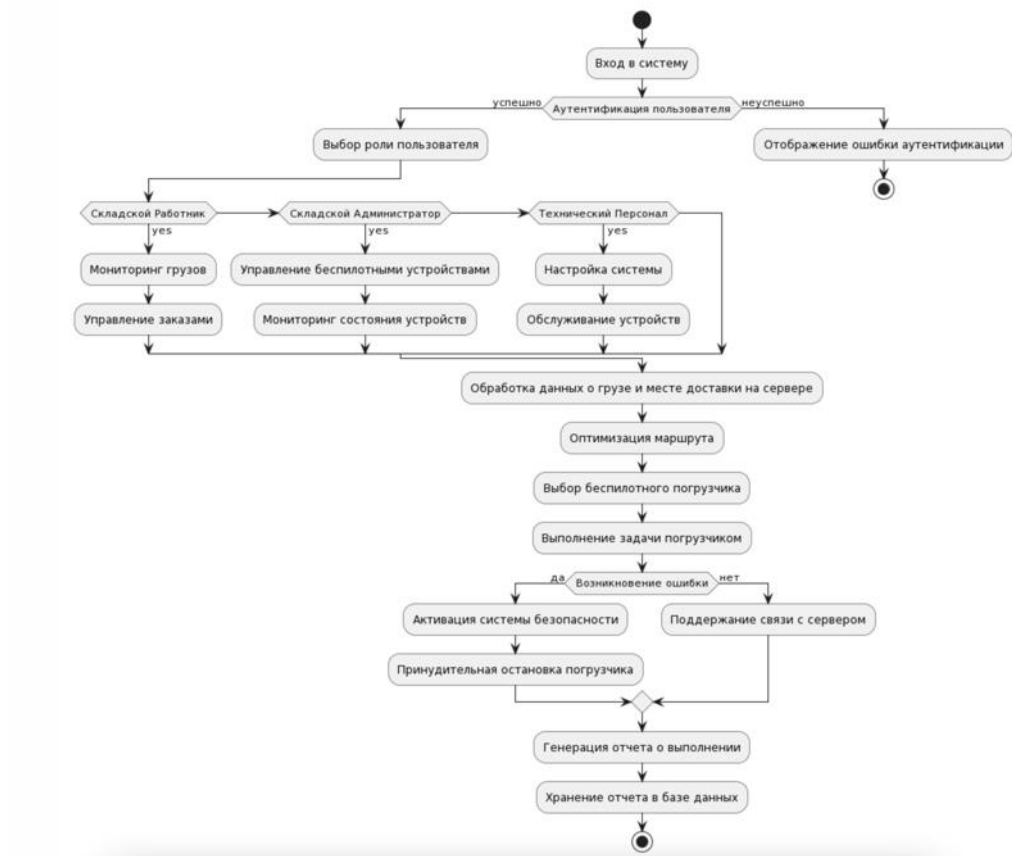 Вход в систему
успешно
Аутентификация пользователя
неуспешно
Выбор роли пользователя
Отображение ошибки аутентификации
Складской Работник
Складской Администратор
Технический Персонал
yes
yes
yes
Мониторинг грузов
Управление беспилотными устройствами
Настройка системы
Управление заказами
Мониторинг состояния устройств
Обслуживание устройств
Обработка данных о грузе и месте доставки на сервере
Оптимизация маршрута
Выбор беспилотного погрузчика
Выполнение задачи погрузчиком
да
Возникновение ошибки
нет
Активация системы безопасности
Поддержание связи с сервером
Принудительная остановка погрузчика
Генерация отчета о выполнении
Хранение отчета в базе данных